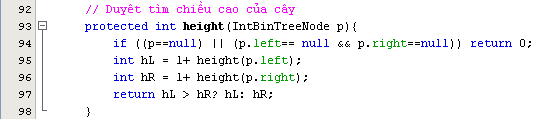 92 // Duyệt tìm chiều cao của cây
93 protected int height(IntBinTreeNode p){
94 if ((p==null) || (p.left== null && p.right==null)) return 0;
95 int hL = 1+ height(p.left);
96 int hR = 1+ height(p.right);
97 return hL > hR? hL: hR;
98 }